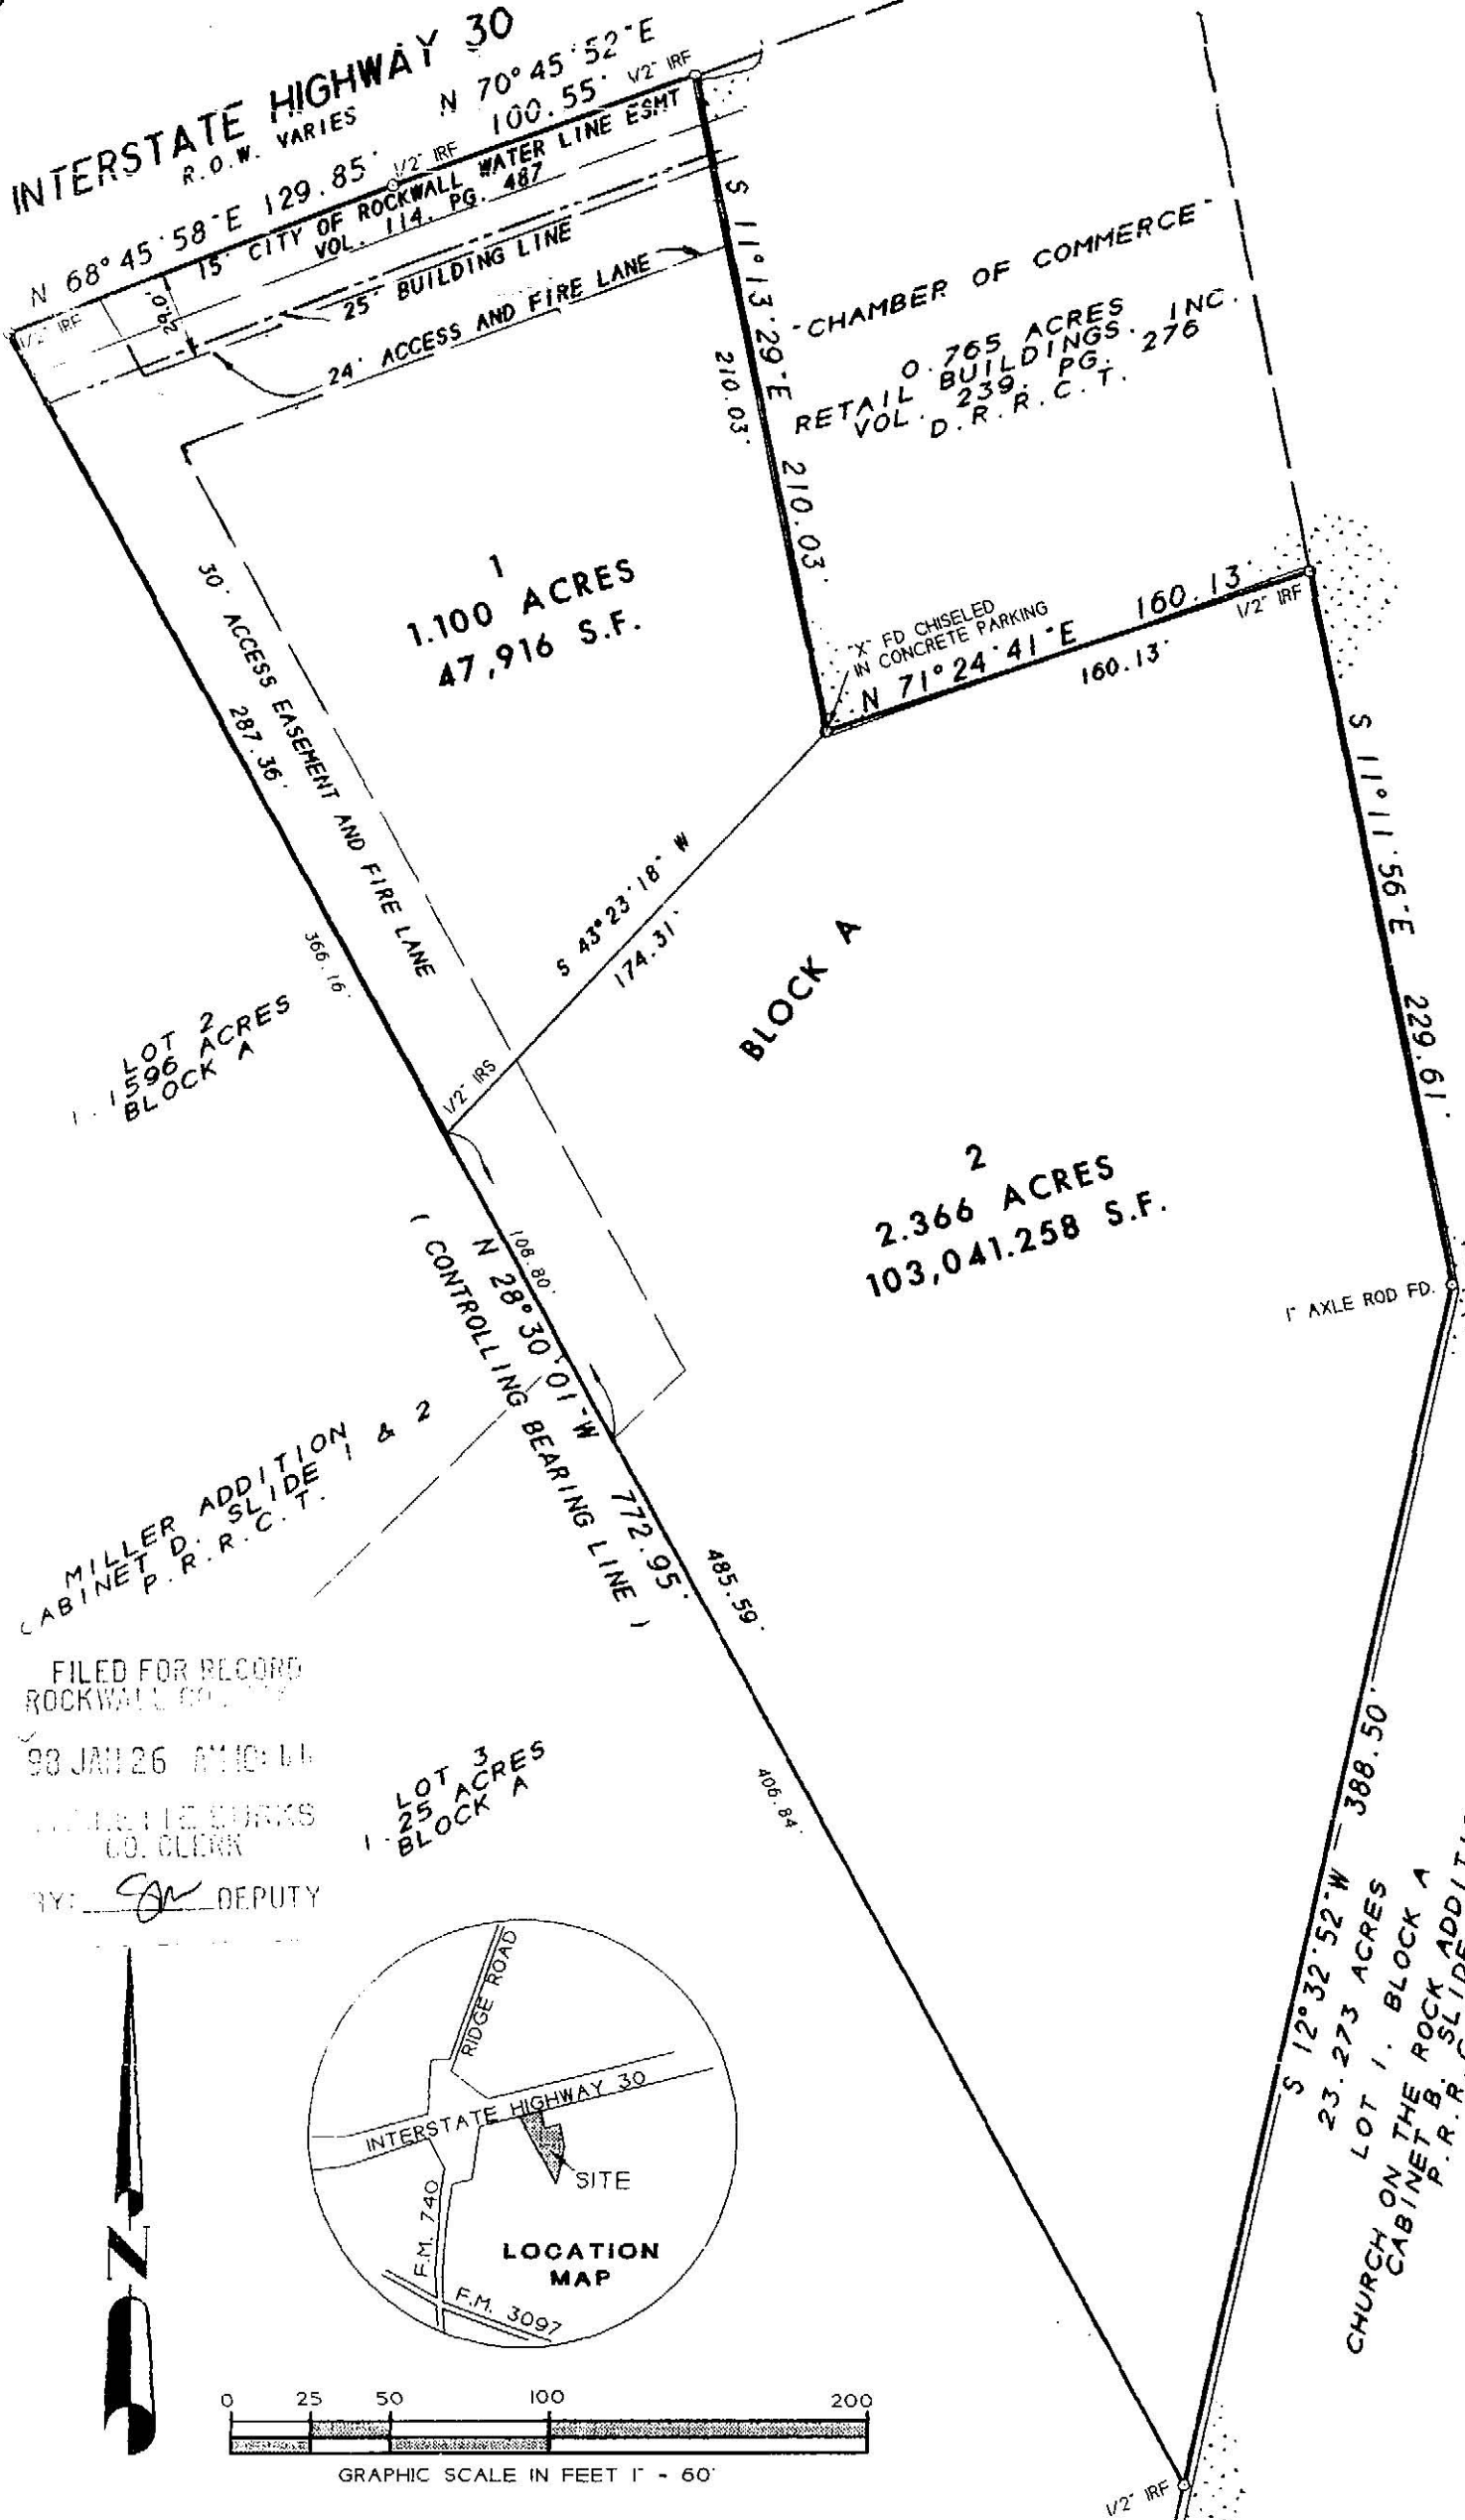 INTERSTATE HIGHWAY 30
R.O.W. VARIES
N 70°45'52"E
100.55'
1/2" IRF
N 68°45'58"E 129.85'
1/2" IRF
15' CITY OF ROCKWALL WATER LINE ESMT
VOL. 114, PG. 487
1/2" IRF
29.0'
25' BUILDING LINE
24' ACCESS AND FIRE LANE
S 11°13'29"E 210.03'
210.03'
"CHAMBER OF COMMERCE"
0.765 ACRES
RETAIL BUILDINGS, INC.
VOL. 239, PG. 276
D.R.R.C.T.
1
1.100 ACRES
47,916 S.F.
30' ACCESS EASEMENT AND FIRE LANE
287.36'
366.16'
"X" FD CHISELED
IN CONCRETE PARKING
N 71°24'41"E 160.13'
160.13'
1/2" IRF
S 11°11'56"E 229.61'
S 43°23'18" W
174.31'
1/2" IRS
BLOCK A
LOT 2
1.1596 ACRES
BLOCK A
2
2.366 ACRES
103,041.258 S.F.
1" AXLE ROD FD.
108.80'
N 28°30'01"W 772.95'
( CONTROLLING BEARING LINE )
485.59'
406.84'
MILLER ADDITION
CABINET D, SLIDE 1 & 2
P.R.R.C.T.
FILED FOR RECORD
ROCKWALL CO.
98 JAN 26
CO. CLERK
BY: DEPUTY
LOT 3
1.25 ACRES
BLOCK A
S 12°32'52"W 388.50'
23.273 ACRES
LOT 1, BLOCK A
CHURCH ON THE ROCK
CABINET B, SLIDE
P.R.R.
RIDGE ROAD
INTERSTATE HIGHWAY 30
SITE
F.M. 740
F.M. 3097
LOCATION
MAP
N
0 25 50 100 200
GRAPHIC SCALE IN FEET 1" - 60'
1/2" IRF